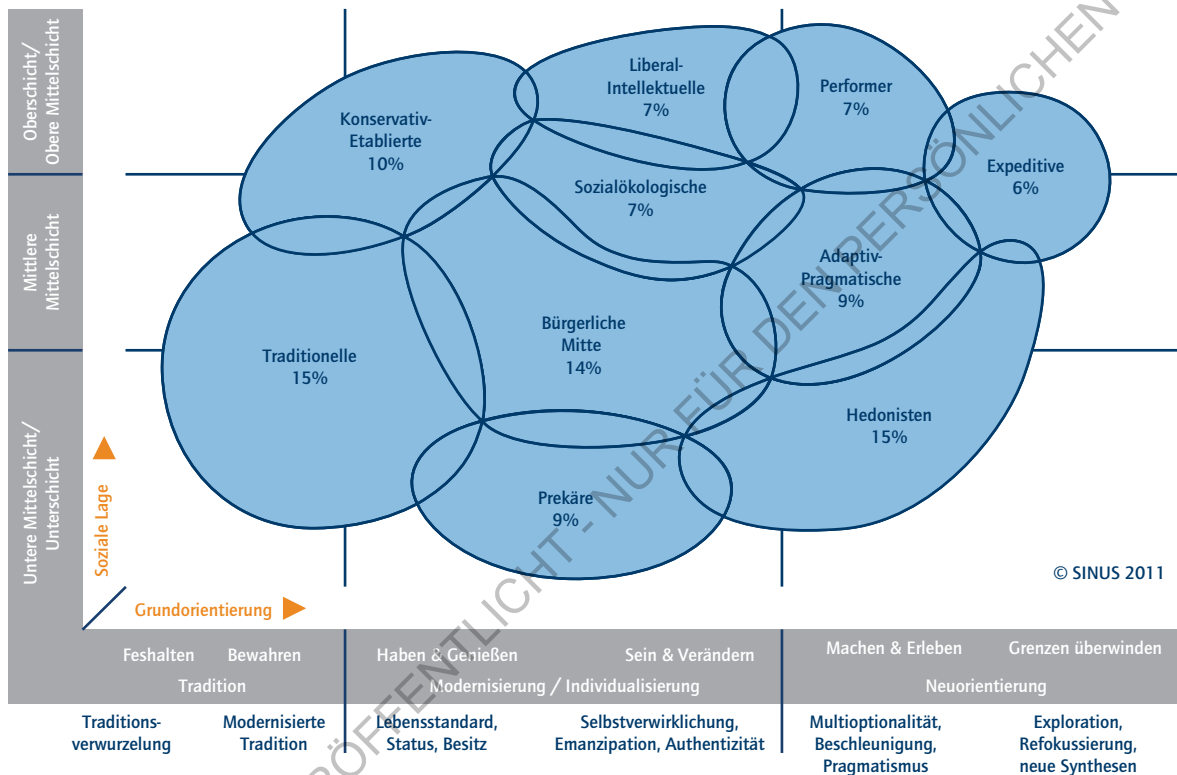 Oberschicht/
Obere Mittelschicht
Mittlere
Mittelschicht
Untere Mittelschicht/
Unterschicht
Soziale Lage
Grundorientierung
Konservativ-
Etablierte
10%
Liberal-
Intellektuelle
7%
Performer
7%
Expeditive
6%
Sozialökologische
7%
Adaptiv-
Pragmatische
9%
Traditionelle
15%
Bürgerliche
Mitte
14%
Hedonisten
15%
Prekäre
9%
© SINUS 2011
Feshalten
Bewahren
Haben & Genießen
Sein & Verändern
Machen & Erleben
Grenzen überwinden
Tradition
Modernisierung / Individualisierung
Neuorientierung
Traditions-
verwurzelung
Modernisierte
Tradition
Lebensstandard,
Status, Besitz
Selbstverwirklichung,
Emanzipation, Authentizität
Multioptionalität,
Beschleunigung,
Pragmatismus
Exploration,
Refokussierung,
neue Synthesen
ÖFFENTLICHT - NUR FÜR DEN PERSÖNLICHEN